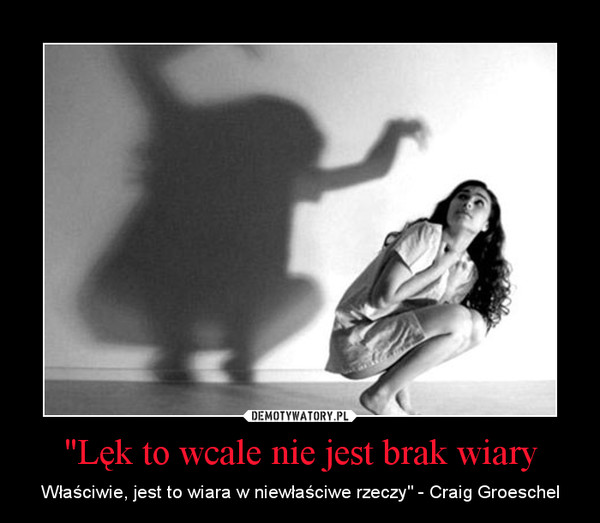 DEMOTYWATORY.PL
"Lęk to wcale nie jest brak wiary
Właściwie, jest to wiara w niewłaściwe rzeczy" - Craig Groeschel